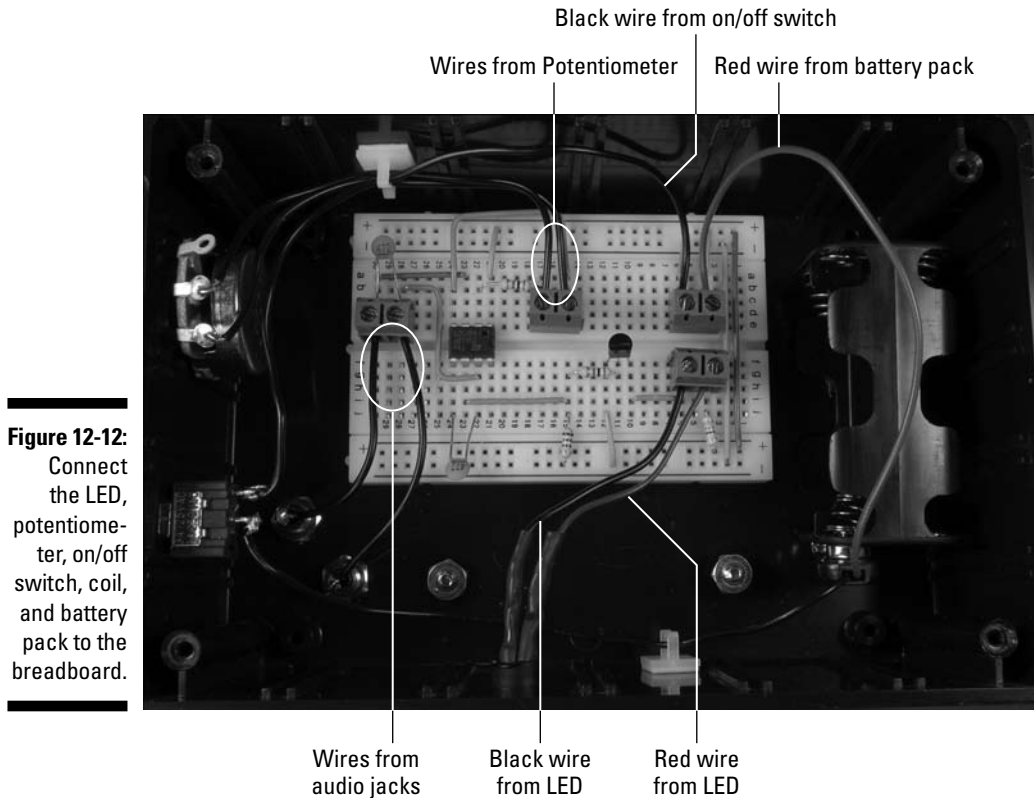 Black wire from on/off switch
Wires from Potentiometer
Red wire from battery pack
Figure 12-12:
Connect
the LED,
potentiome-
ter, on/off
switch, coil,
and battery
pack to the
breadboard.
Wires from
audio jacks
Black wire
from LED
Red wire
from LED